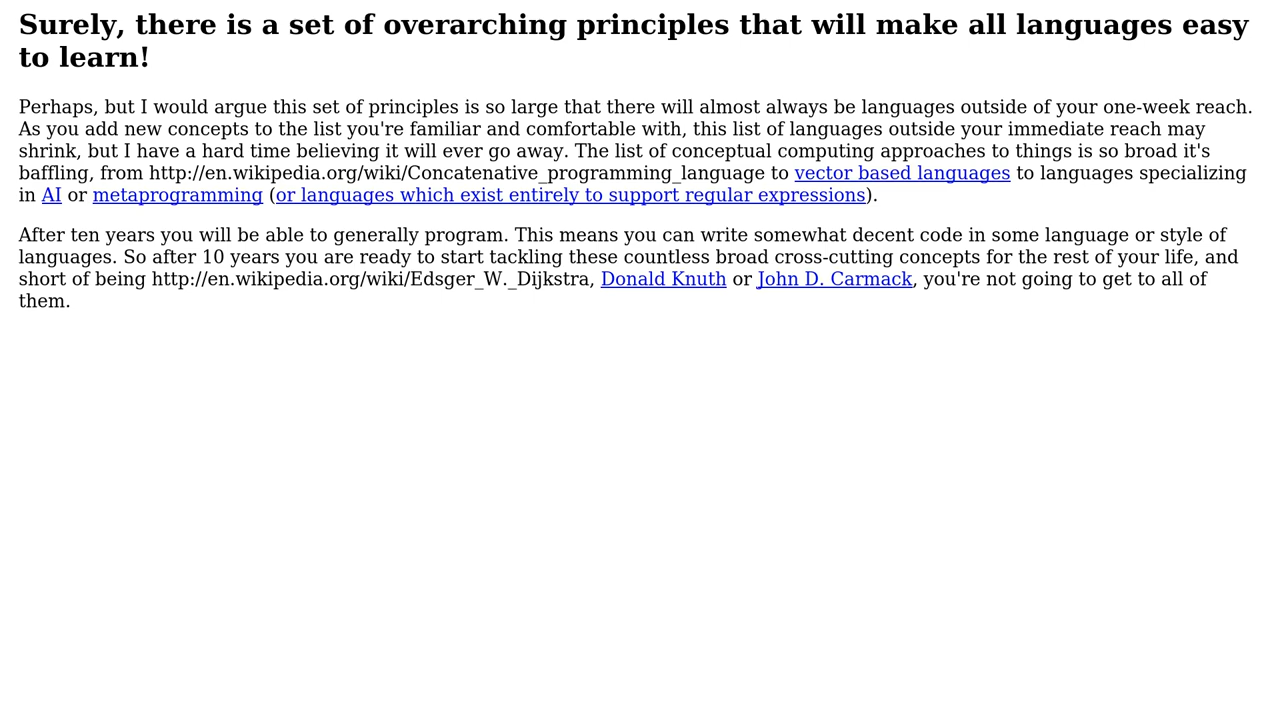 Surely, there is a set of overarching principles that will make all languages easy
to learn!
Perhaps, but I would argue this set of principles is so large that there will almost always be languages outside of your one-week reach.
As you add new concepts to the list you're familiar and comfortable with, this list of languages outside your immediate reach may
shrink, but I have a hard time believing it will ever go away. The list of conceptual computing approaches to things is so broad it's
baffling, from http://en.wikipedia.org/wiki/Concatenative_programming_language to vector based languages to languages specializing
in AI or metaprogramming (or languages which exist entirely to support regular expressions).
After ten years you will be able to generally program. This means you can write somewhat decent code in some language or style of
languages. So after 10 years you are ready to start tackling these countless broad cross-cutting concepts for the rest of your life, and
short of being http://en.wikipedia.org/wiki/Edsger_W._Dijkstra, Donald Knuth or John D. Carmack, you're not going to get to all of
them.